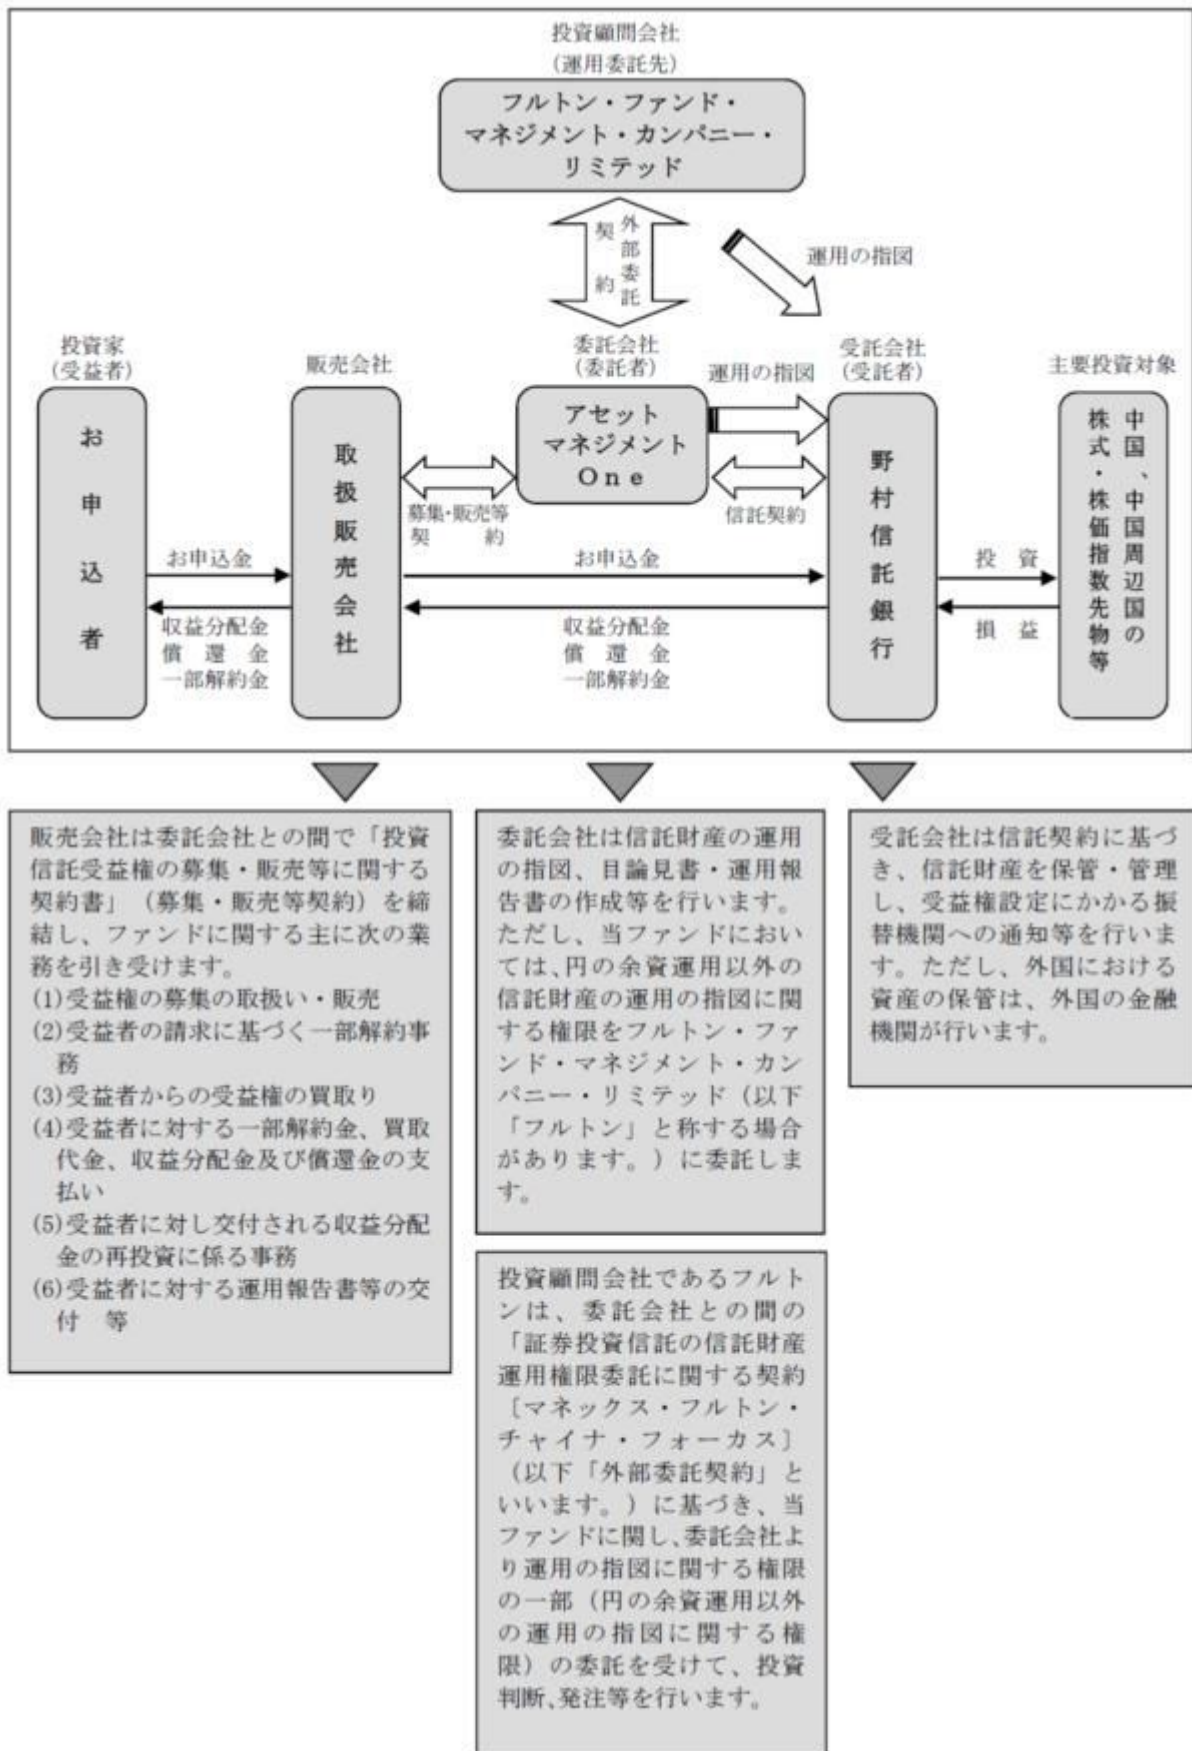 投資顧問会社
(運用委託先)
フルトン・ファンド・
マネジメント・カンパニー・
リミテッド
外部委託
契約
運用の指図
投資家
(受益者)
販売会社
委託会社
(委託者)
運用の指図
受託会社
(受託者)
主要投資対象
お申込者
取扱販売会社
アセット
マネジメント
One
野村信託銀行
中国、中国周辺国の
株式・株価指数先物等
募集・販売等
契約
信託契約
お申込金
お申込金
投資
収益分配金
償還金
一部解約金
収益分配金
償還金
一部解約金
損益
販売会社は委託会社との間で「投資
信託受益権の募集・販売等に関する
契約書」（募集・販売等契約）を締
結し、ファンドに関する主に次の業
務を引き受けます。
(1)受益権の募集の取扱い・販売
(2)受益者の請求に基づく一部解約事
務
(3)受益者からの受益権の買取り
(4)受益者に対する一部解約金、買取
代金、収益分配金及び償還金の支
払い
(5)受益者に対し交付される収益分配
金の再投資に係る事務
(6)受益者に対する運用報告書等の交
付　等
委託会社は信託財産の運用
の指図、目論見書・運用報
告書の作成等を行います。
ただし、当ファンドにおい
ては、円の余資運用以外の
信託財産の運用の指図に関
する権限をフルトン・ファ
ンド・マネジメント・カン
パニー・リミテッド（以下
「フルトン」と称する場合
があります。）に委託しま
す。
投資顧問会社であるフルト
ンは、委託会社との間の
「証券投資信託の信託財産
運用権限委託に関する契約
〔マネックス・フルトン・
チャイナ・フォーカス〕
（以下「外部委託契約」と
いいます。）に基づき、当
ファンドに関し、委託会社よ
り運用の指図に関する権限
の一部（円の余資運用以外
の運用の指図に関する権
限）の委託を受けて、投資
判断、発注等を行います。
受託会社は信託契約に基づ
き、信託財産を保管・管理
し、受益権設定にかかる振
替機関への通知等を行いま
す。ただし、外国における
資産の保管は、外国の金融
機関が行います。